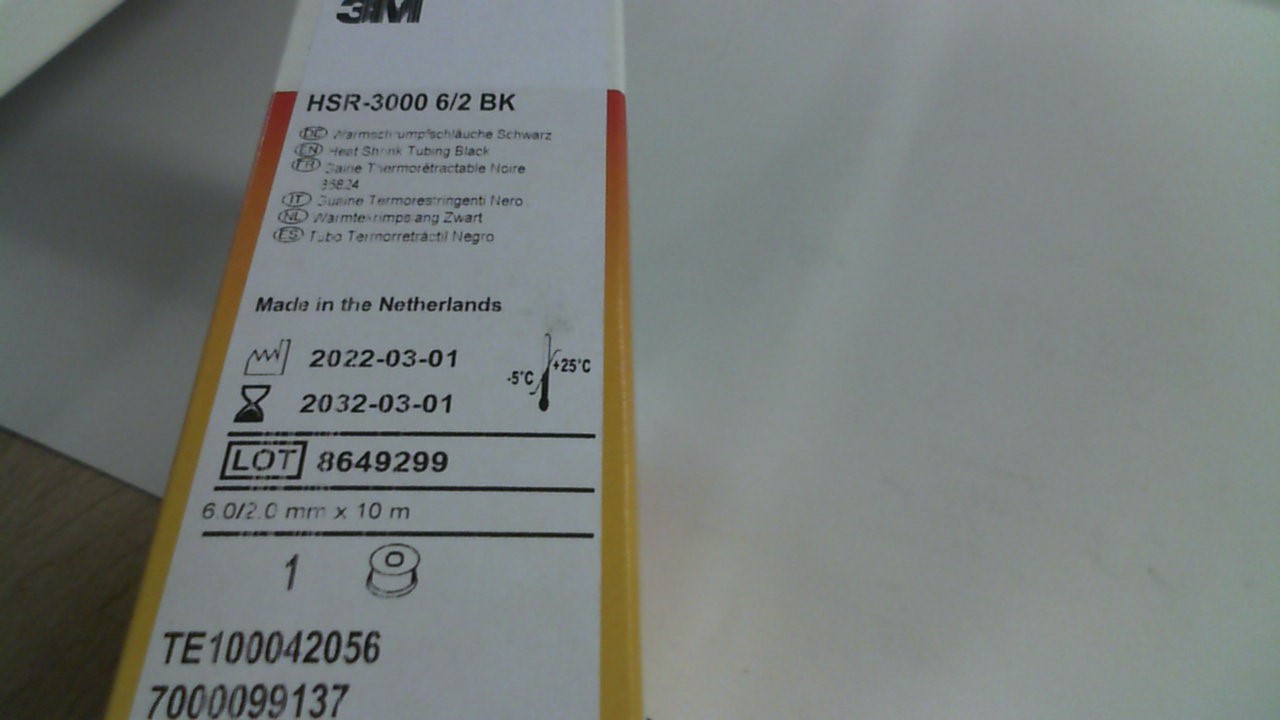 3M
HSR-3000 6/2 BK
DE Warmschrumpfschläuche Schwarz
EN Heat Shrink Tubing Black
FR Gaine Thermorétractable Noire
IT Guaine Termorestringenti Nero
NL Warmtekrimpslang Zwart
ES Tubo Termorretráctil Negro
Made in the Netherlands
2022-03-01
-5°C +25°C
2032-03-01
LOT 8649299
6.0/2.0 mm x 10 m
1
TE100042056
7000099137